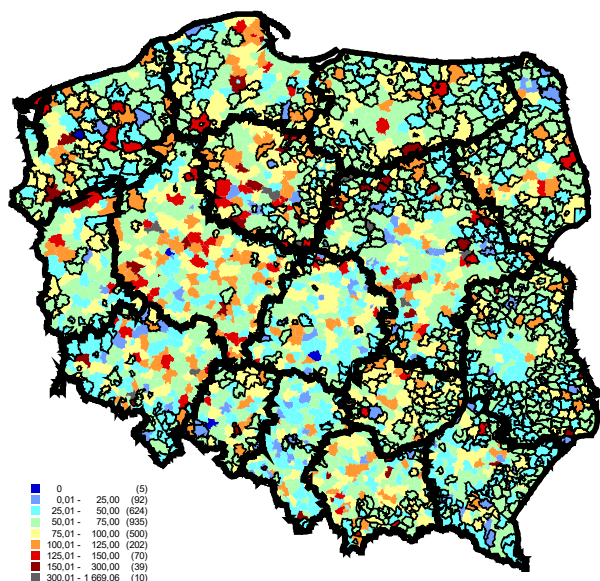 0 (5)
0,01 - 25,00 (92)
25,01 - 50,00 (624)
50,01 - 75,00 (935)
75,01 - 100,00 (500)
100,01 - 125,00 (202)
125,01 - 150,00 (70)
150,01 - 300,00 (39)
300,01 - 1 669,06 (10)